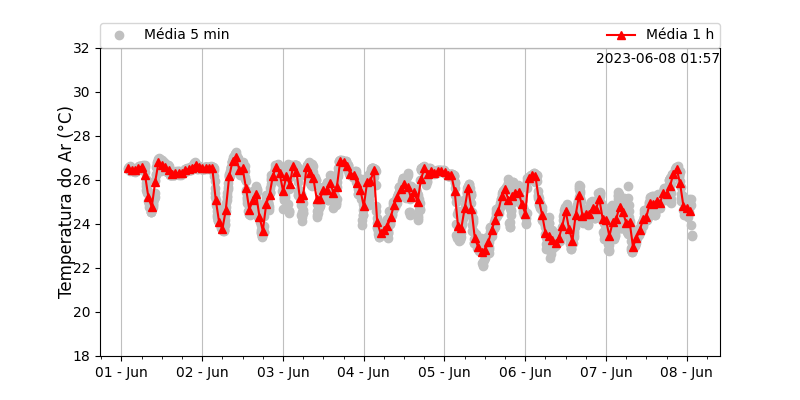 Média 5 min
Média 1 h
2023-06-08 01:57
Temperatura do Ar (°C)
32
30
28
26
24
22
20
18
01 - Jun
02 - Jun
03 - Jun
04 - Jun
05 - Jun
06 - Jun
07 - Jun
08 - Jun